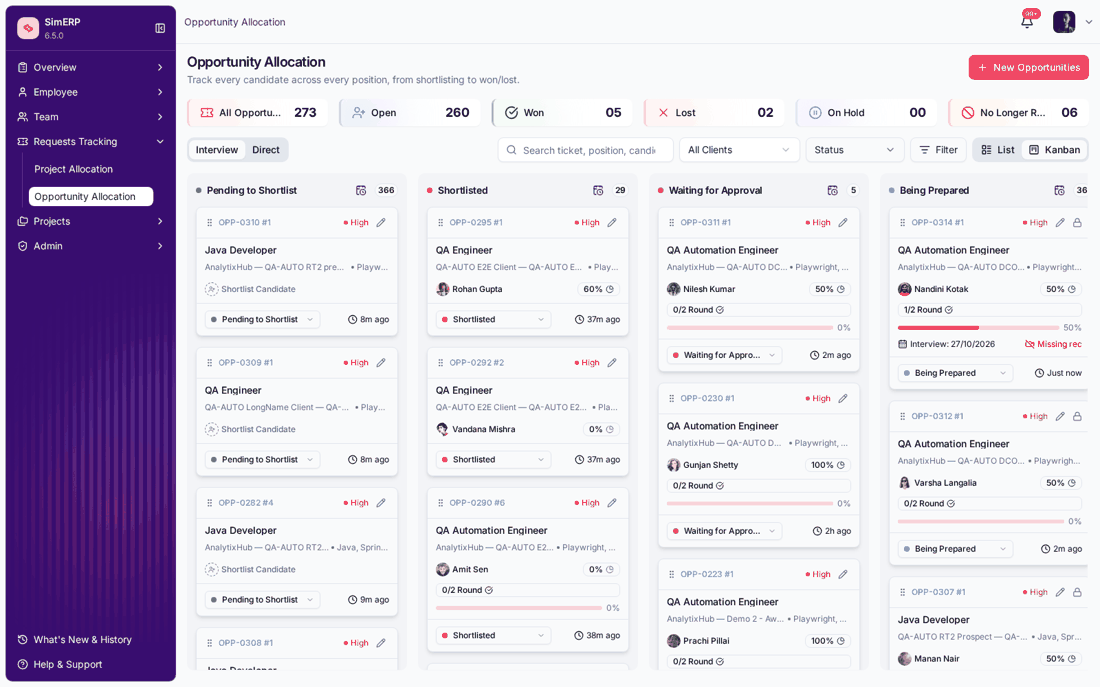 SimERP
6.5.0
Overview
Employee
Team
Requests Tracking
Project Allocation
Opportunity Allocation
Projects
Admin
What's New & History
Help & Support
Opportunity Allocation
99+
Opportunity Allocation
Track every candidate across every position, from shortlisting to won/lost.
+ New Opportunities
All Opportu... 273
Open 260
Won 05
Lost 02
On Hold 00
No Longer R... 06
Interview Direct
Search ticket, position, candi
All Clients
Status
Filter
List Kanban
Pending to Shortlist 366
OPP-0310 #1 High
Java Developer
AnalytixHub — QA-AUTO RT2 pre... • Playw...
Shortlist Candidate
Pending to Shortlist 8m ago
OPP-0309 #1 High
QA Engineer
QA-AUTO LongName Client — QA-... • Play...
Shortlist Candidate
Pending to Shortlist 8m ago
OPP-0282 #4 High
Java Developer
AnalytixHub — QA-AUTO RT2... • Java, Sprin...
Shortlist Candidate
Pending to Shortlist 9m ago
OPP-0308 #1 High
Java Developer
Shortlisted 29
OPP-0295 #1 High
QA Engineer
QA-AUTO E2E Client — QA-AUTO E... • Play...
Rohan Gupta 60%
Shortlisted 37m ago
OPP-0292 #2 High
QA Engineer
QA-AUTO E2E Client — QA-AUTO E2... • Pla...
Vandana Mishra 0%
Shortlisted 37m ago
OPP-0290 #6 High
QA Automation Engineer
AnalytixHub — QA-AUTO E2... • Playwright, ...
Amit Sen 0%
0/2 Round
0%
Shortlisted 38m ago
Waiting for Approval 5
OPP-0311 #1 High
QA Automation Engineer
AnalytixHub — QA-AUTO DC... • Playwright, ...
Nilesh Kumar 50%
0/2 Round
0%
Waiting for Appro... 2m ago
OPP-0230 #1 High
QA Automation Engineer
AnalytixHub — QA-AUTO D... • Playwright, ...
Gunjan Shetty 100%
0/2 Round
0%
Waiting for Appro... 2h ago
OPP-0223 #1 High
QA Automation Engineer
AnalytixHub — Demo 2 - Aw... • Playwright, ...
Prachi Pillai 100%
0/2 Round
Being Prepared 36
OPP-0314 #1 High
QA Automation Engineer
AnalytixHub — QA-AUTO DCO... • Playwright
Nandini Kotak 50%
1/2 Round
50%
Interview: 27/10/2026 Missing rec
Being Prepared Just now
OPP-0312 #1 High
QA Automation Engineer
AnalytixHub — QA-AUTO DCO... • Playwrigh
Varsha Langalia 50%
0/2 Round
0%
Being Prepared 2m ago
OPP-0307 #1 High
Java Developer
QA-AUTO RT2 Prospect — QA-... • Java, Spr...
Manan Nair 50%